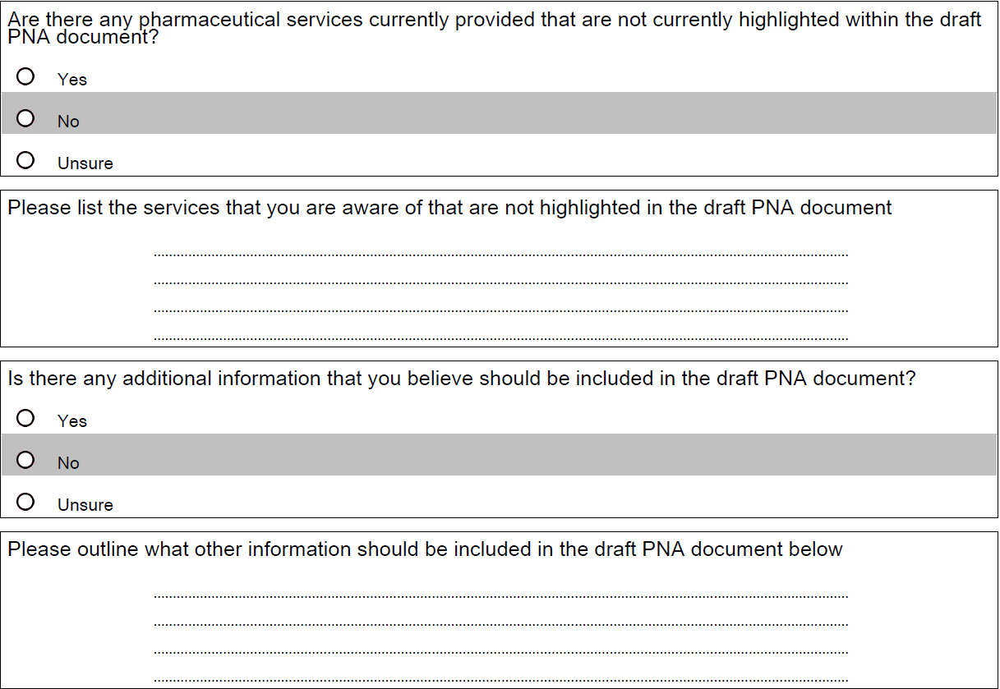 Are there any pharmaceutical services currently provided that are not currently highlighted within the draft
PNA document?
Yes
No
Unsure
Please list the services that you are aware of that are not highlighted in the draft PNA document
................................................................................
................................................................................
................................................................................
................................................................................
Is there any additional information that you believe should be included in the draft PNA document?
Yes
No
Unsure
Please outline what other information should be included in the draft PNA document below
................................................................................
................................................................................
................................................................................
................................................................................